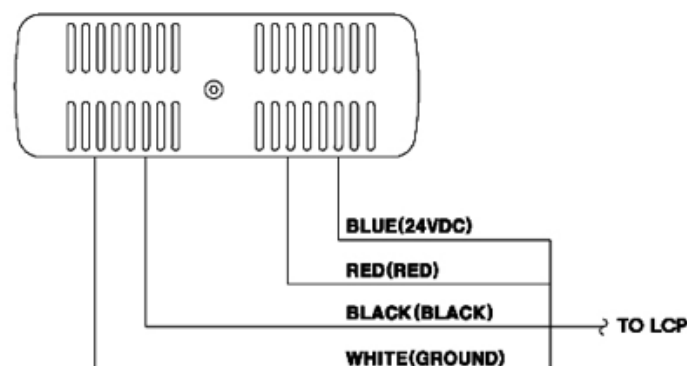 BLUE(24VDC)
RED(RED)
BLACK(BLACK)
TO LCP
WHITE(GROUND)